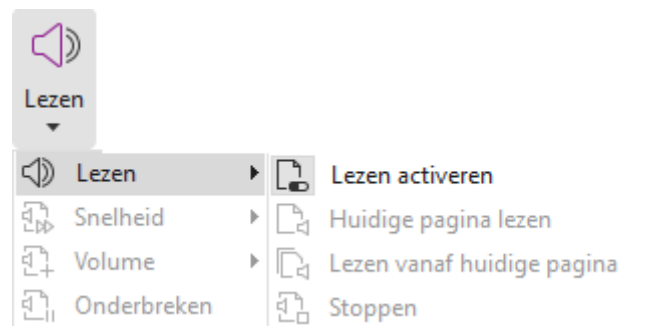 Lezen
Lezen
Lezen activeren
Snelheid
Huidige pagina lezen
Volume
Lezen vanaf huidige pagina
Onderbreken
Stoppen